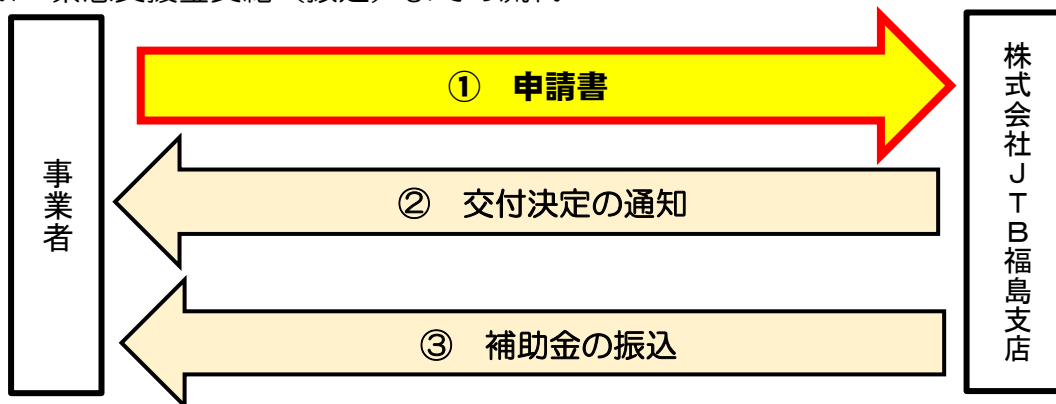 事業者
① 申請書
② 交付決定の通知
③ 補助金の振込
株式会社JTB福島支店